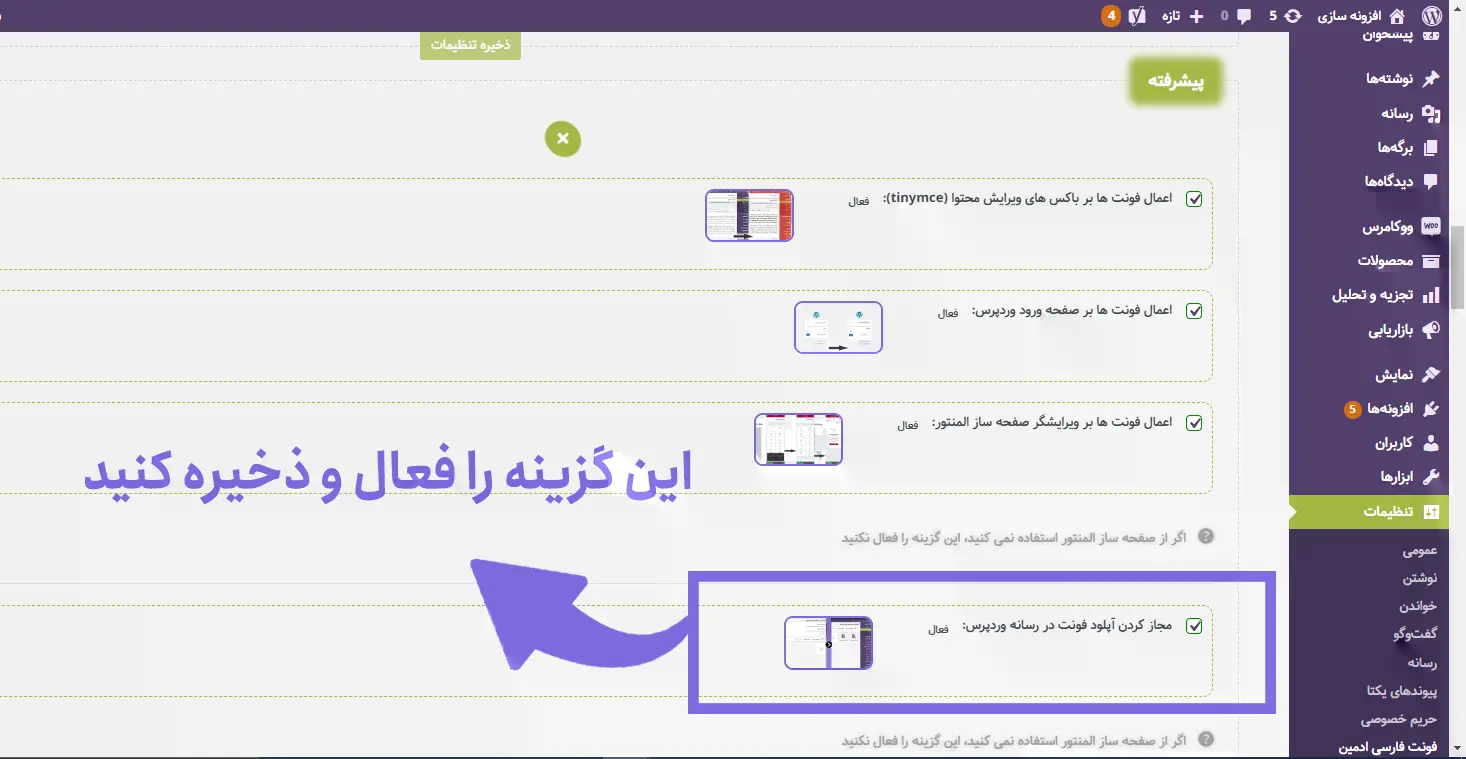 افزونه سازی 5 0 تازه 4
پیشخوان
نوشته‌ها
رسانه
برگه‌ها
دیدگاه‌ها
ووکامرس
محصولات
تجزیه و تحلیل
بازاریابی
نمایش
افزونه‌ها 5
کاربران
ابزارها
تنظیمات
عمومی
نوشتن
خواندن
گفت‌وگو
رسانه
پیوندهای یکتا
حریم خصوصی
فونت فارسی ادمین
ذخیره تنظیمات
پیشرفته
اعمال فونت ها بر باکس های ویرایش محتوا (tinymce): فعال
اعمال فونت ها بر صفحه ورود وردپرس: فعال
اعمال فونت ها بر ویرایشگر صفحه ساز المنتور: فعال
این گزینه را فعال و ذخیره کنید
اگر از صفحه ساز المنتور استفاده نمی کنید، این گزینه را فعال نکنید
مجاز کردن آپلود فونت در رسانه وردپرس: فعال
اگر از صفحه ساز المنتور استفاده نمی کنید، این گزینه را فعال نکنید